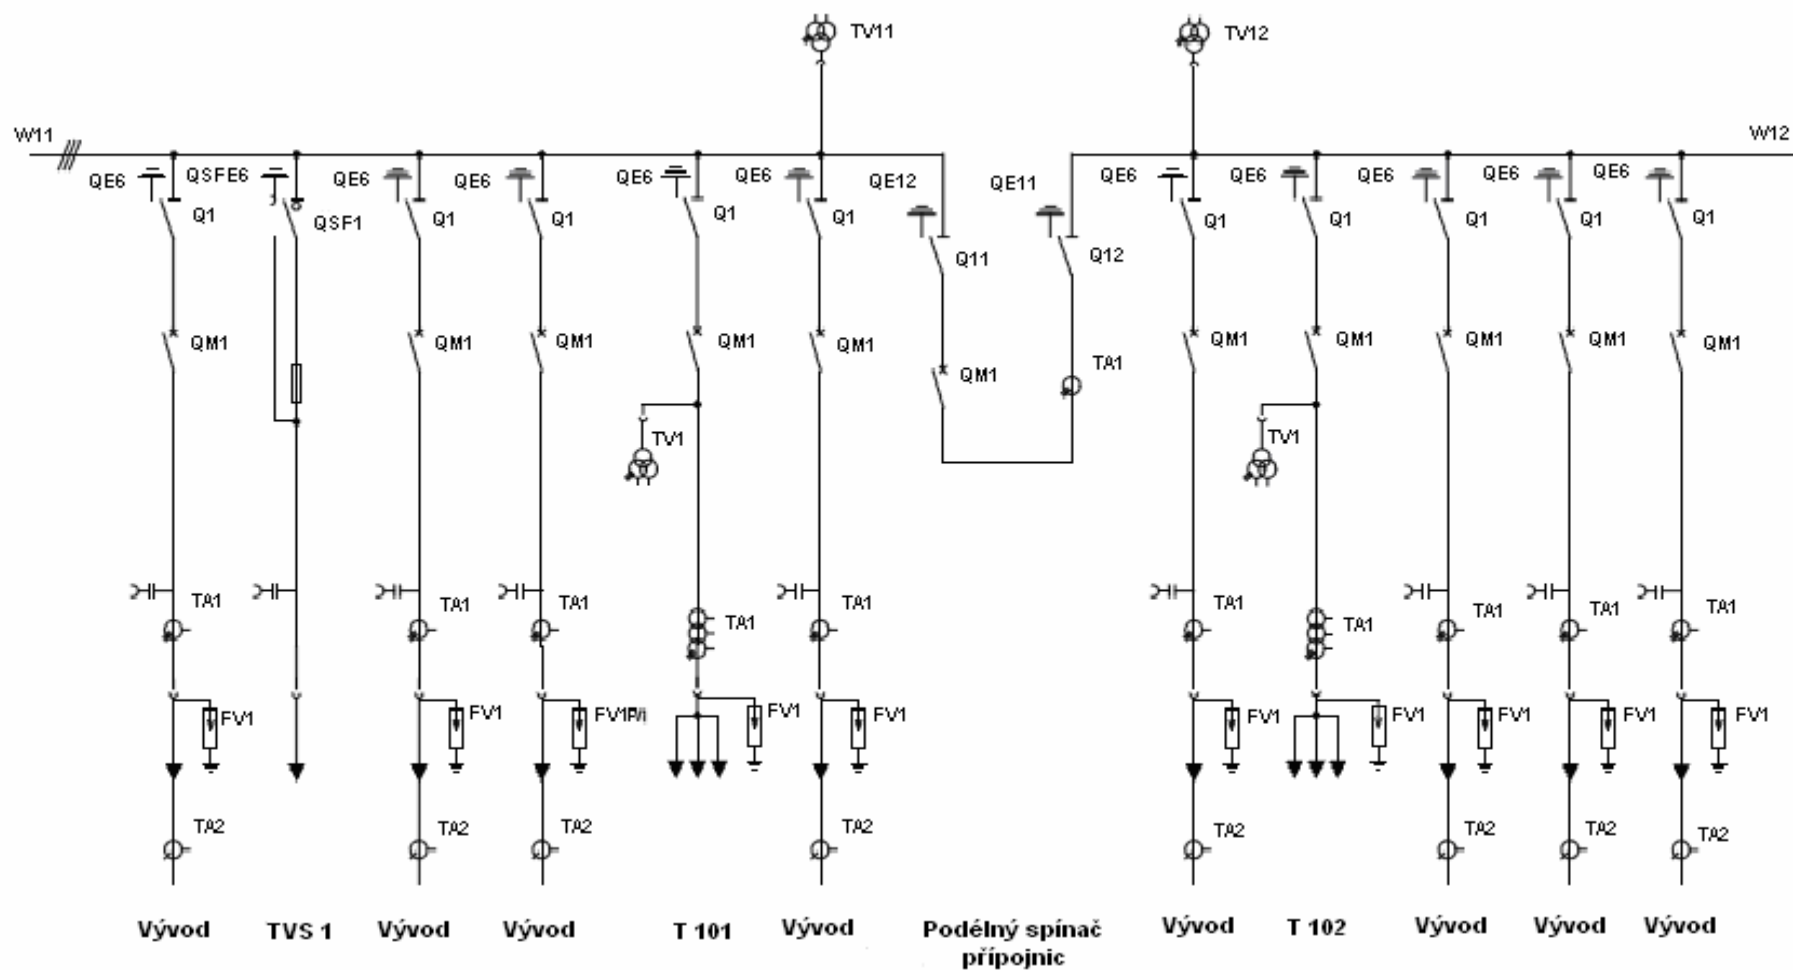 TV11
TV12
W11
W12
QE6
QSFE6
QE6
QE6
QE6
QE6
QE12
QE11
QE6
QE6
QE6
QE6
QE6
Q1
QSF1
Q1
Q1
Q1
Q1
Q11
Q12
Q1
Q1
Q1
Q1
Q1
QM1
QM1
QM1
QM1
QM1
QM1
TA1
QM1
QM1
QM1
QM1
QM1
TV1
TV1
TA1
TA1
TA1
TA1
TA1
TA1
TA1
TA1
TA1
TA1
FV1
FV1
FV1
FV1
FV1
FV1
FV1
FV1
FV1
FV1
TA2
TA2
TA2
TA2
TA2
TA2
TA2
TA2
Vývod
TVS 1
Vývod
Vývod
T 101
Vývod
Podélný spínač
přípojnic
Vývod
T 102
Vývod
Vývod
Vývod